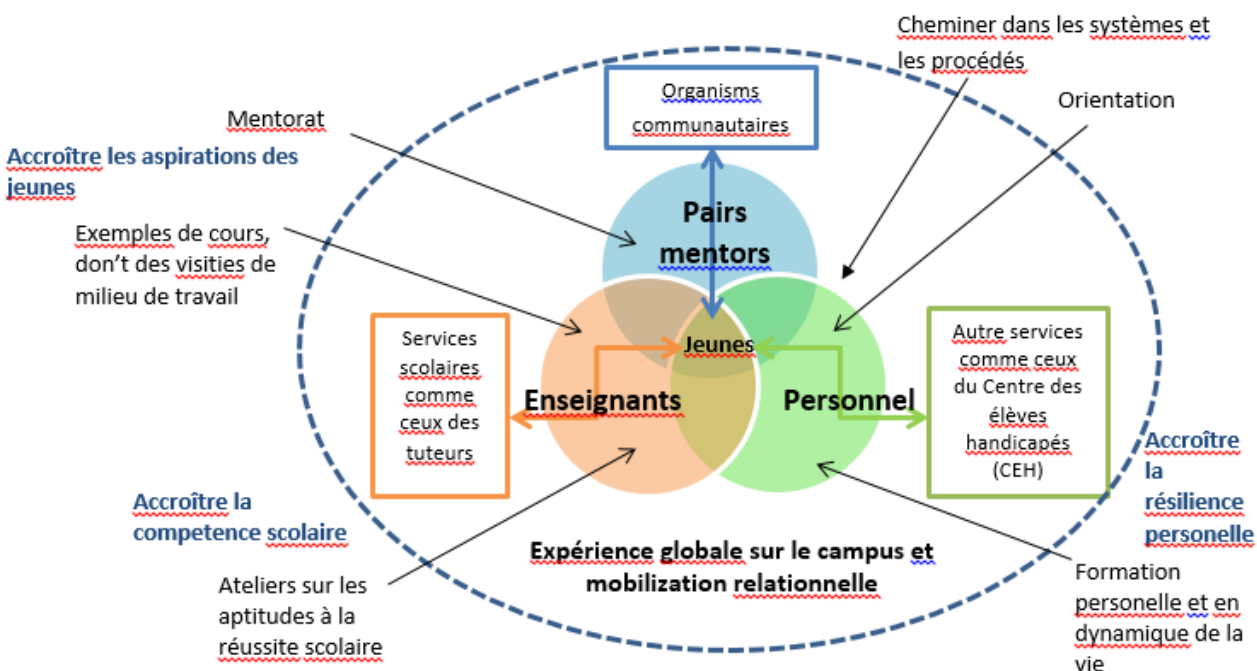 Cheminer dans les systèmes et
les procédés
Organisms
communautaires
Orientation
Mentorat
Accroître les aspirations des
jeunes
Pairs
mentors
Exemples de cours,
don't des visities de
milieu de travail
Services
scolaires
comme
ceux des
tuteurs
Jeunes
Autre services
comme ceux
du Centre des
élèves
handicapés
(CEH)
Enseignants
Personnel
Accroître
la
résilience
personelle
Accroître la
competence scolaire
Expérience globale sur le campus et
mobilization relationnelle
Ateliers sur les
aptitudes à la
réussite scolaire
Formation
personelle et en
dynamique de la
vie